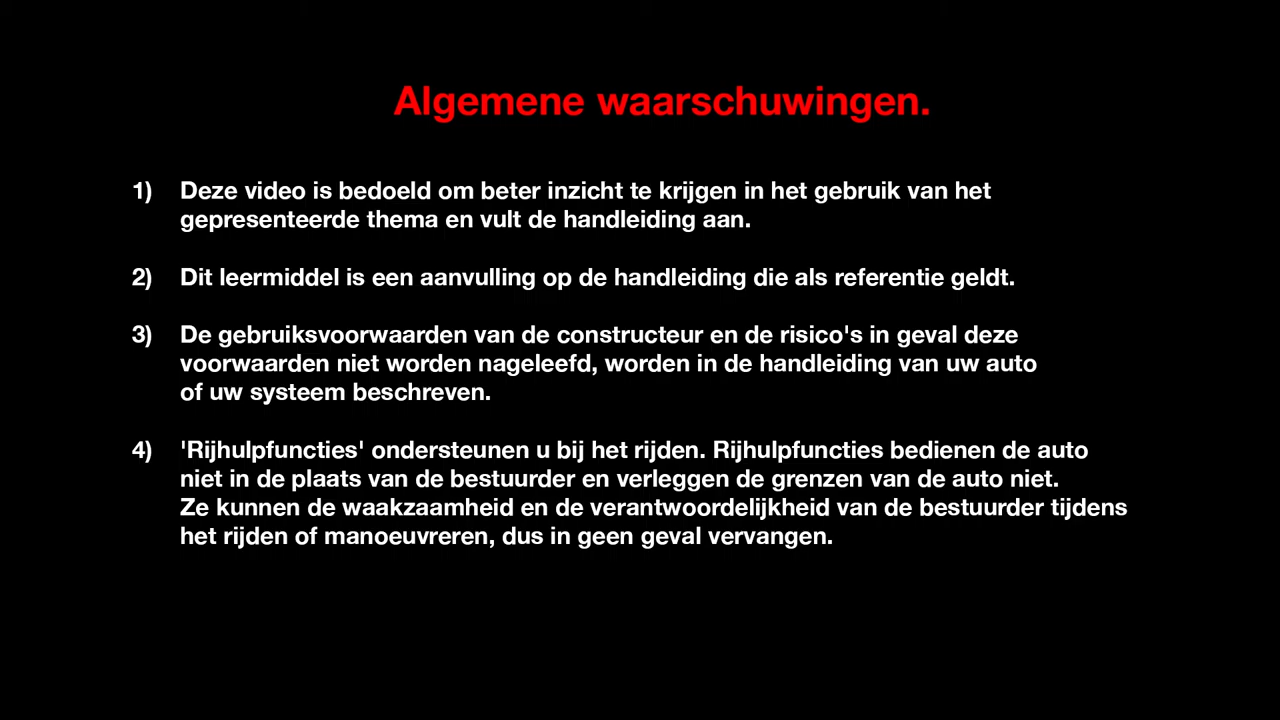 Algemene waarschuwingen.
1) Deze video is bedoeld om beter inzicht te krijgen in het gebruik van het
gepresenteerde thema en vult de handleiding aan.
2) Dit leermiddel is een aanvulling op de handleiding die als referentie geldt.
3) De gebruiksvoorwaarden van de constructeur en de risico's in geval deze
voorwaarden niet worden nageleefd, worden in de handleiding van uw auto
of uw systeem beschreven.
4) 'Rijhulpfuncties' ondersteunen u bij het rijden. Rijhulpfuncties bedienen de auto
niet in de plaats van de bestuurder en verleggen de grenzen van de auto niet.
Ze kunnen de waakzaamheid en de verantwoordelijkheid van de bestuurder tijdens
het rijden of manoeuvreren, dus in geen geval vervangen.